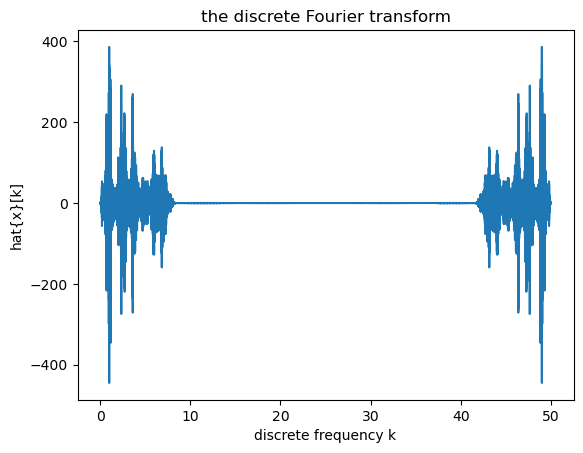 the discrete Fourier transform
400
200
0
−200
−400
hat{x}[k]
0 10 20 30 40 50
discrete frequency k